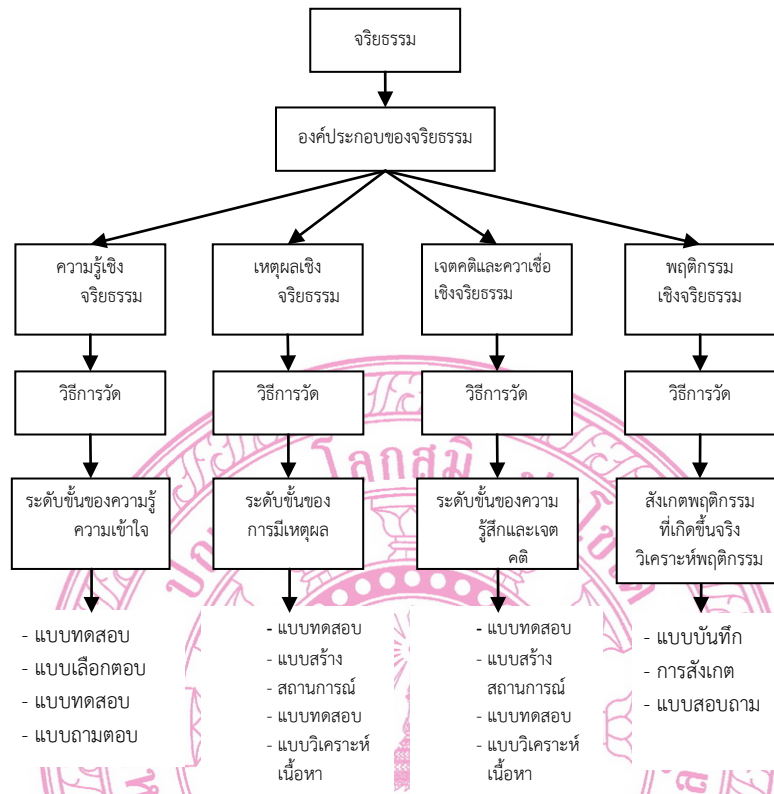 จริยธรรม
องค์ประกอบของจริยธรรม
ความรู้เชิง
จริยธรรม
เหตุผลเชิง
จริยธรรม
เจตคติและควาเชื่อ
เชิงจริยธรรม
พฤติกรรม
เชิงจริยธรรม
วิธีการวัด
วิธีการวัด
วิธีการวัด
วิธีการวัด
ระดับขั้นของความรู้
ความเข้าใจ
ระดับขั้นของ
การมีเหตุผล
ระดับขั้นของความ
รู้สึกและเจต
คติ
สังเกตพฤติกรรม
ที่เกิดขึ้นจริง
วิเคราะห์พฤติกรรม
- แบบทดสอบ
- แบบเลือกตอบ
- แบบทดสอบ
- แบบถามตอบ
- แบบทดสอบ
- แบบสร้าง
- สถานการณ์
- แบบทดสอบ
- แบบวิเคราะห์
เนื้อหา
- แบบทดสอบ
- แบบสร้าง
สถานการณ์
- แบบทดสอบ
- แบบวิเคราะห์
เนื้อหา
- แบบบันทึก
- การสังเกต
- แบบสอบถาม
โลกสมิ